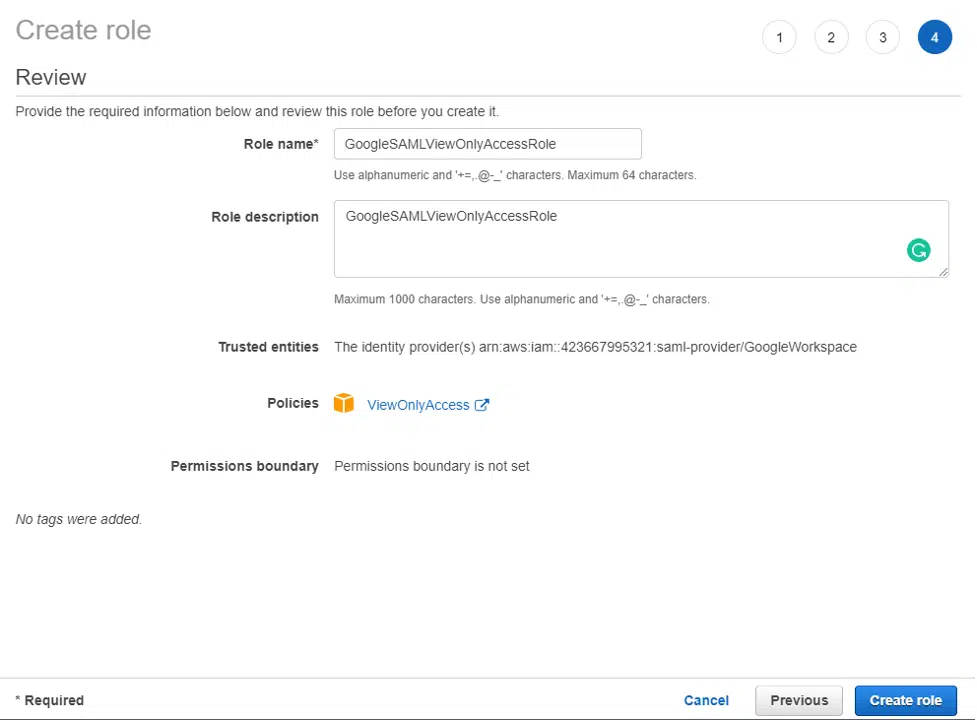 Create role
1 2 3 4
Review
Provide the required information below and review this role before you create it.
Role name* GoogleSAMLViewOnlyAccessRole
Use alphanumeric and '+=,.@-_' characters. Maximum 64 characters.
Role description GoogleSAMLViewOnlyAccessRole
Maximum 1000 characters. Use alphanumeric and '+=,.@-_' characters.
Trusted entities The identity provider(s) arn:aws:iam::423667995321:saml-provider/GoogleWorkspace
Policies ViewOnlyAccess
Permissions boundary Permissions boundary is not set
No tags were added.
* Required Cancel Previous Create role